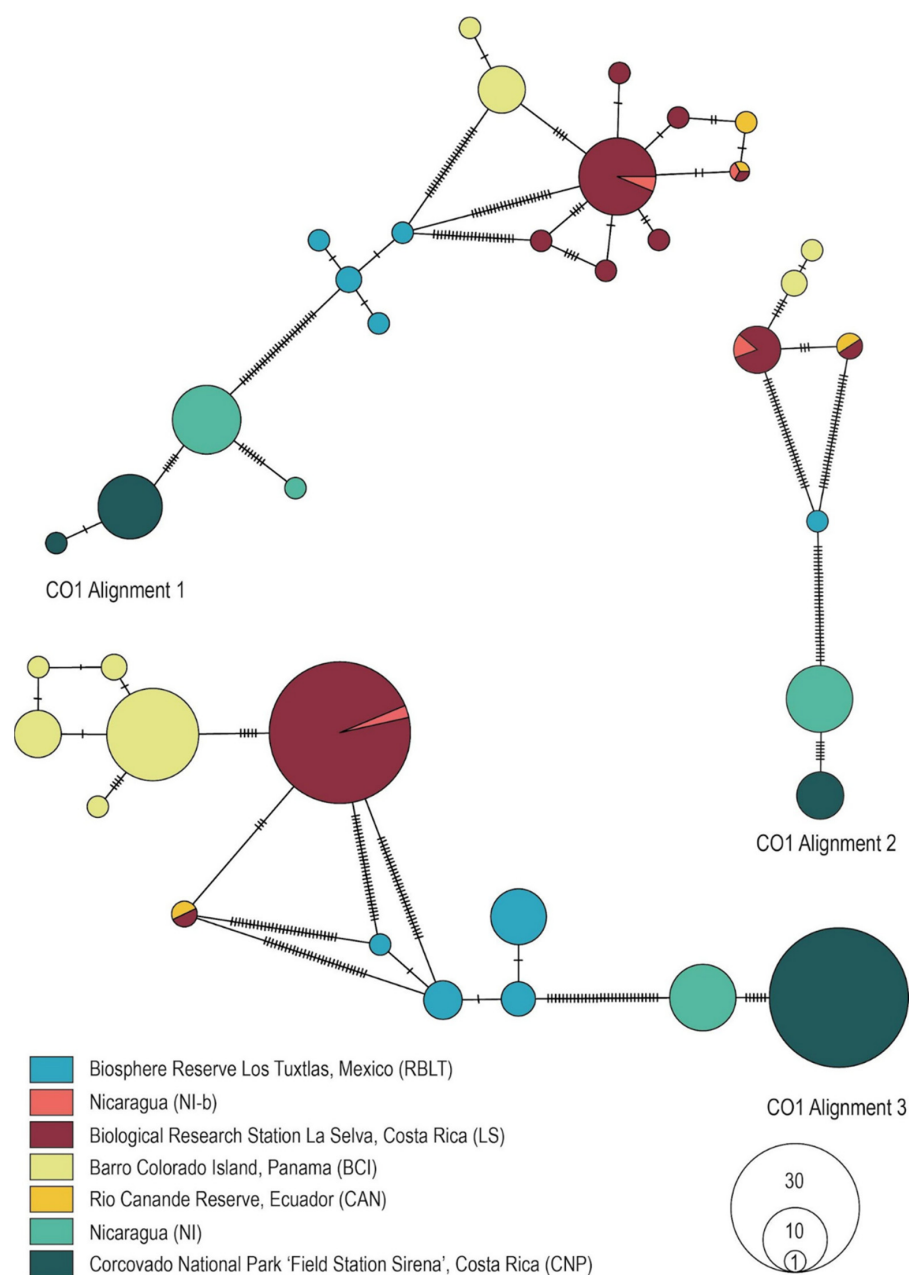 CO1 Alignment 1
CO1 Alignment 2
Biosphere Reserve Los Tuxtlas, Mexico (RBLT)
Nicaragua (NI-b)
Biological Research Station La Selva, Costa Rica (LS)
Barro Colorado Island, Panama (BCI)
Rio Canande Reserve, Ecuador (CAN)
Nicaragua (NI)
Corcovado National Park ‘Field Station Sirena’, Costa Rica (CNP)
CO1 Alignment 3
30
10
1